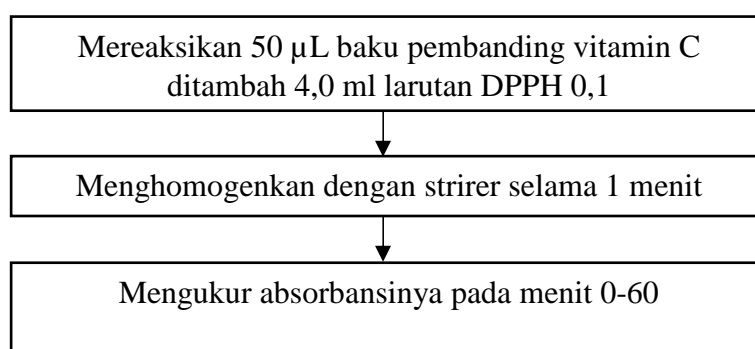 Mereaksikan 50 µL baku pembanding vitamin C
ditambah 4,0 ml larutan DPPH 0,1
Menghomogenkan dengan strirer selama 1 menit
Mengukur absorbansinya pada menit 0-60